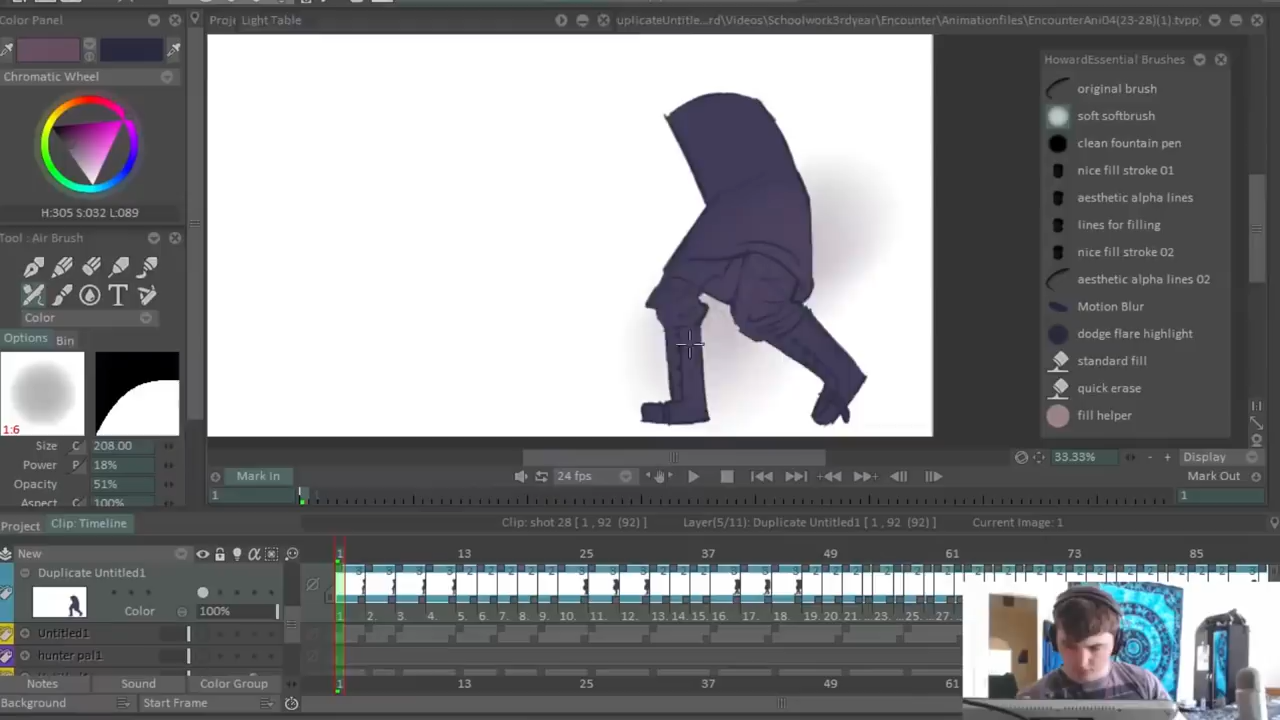 Color Panel
Proj Light Table
uplicateUntitle...rd\Videos\Schoolwork3rdyear\Encounter\Animationfiles\EncounterAni04(23-28)(1).tvpp
Chromatic Wheel
H:305 S:032 L:089
Tool : Air Brush
Color
Options Bin
1:6
Size C 208.00
Power P 18%
Opacity 51%
Aspect C 100%
HowardEssential Brushes
original brush
soft softbrush
clean fountain pen
nice fill stroke 01
aesthetic alpha lines
lines for filling
nice fill stroke 02
aesthetic alpha lines 02
Motion Blur
dodge flare highlight
standard fill
quick erase
fill helper
33.33% - + Display
Mark In 24 fps Mark Out
1 1
Project Clip: Timeline Clip: shot 28 [ 1 , 92 (92) ] Layer(5/11): Duplicate Untitled1 [ 1 , 92 (92) ] Current Image: 1
New 1 13 25 37 49 61 73 85
Duplicate Untitled1
Color 100% 1 2. 3. 4. 5. 6. 7. 8. 9. 10. 11. 12. 13. 14. 15. 16. 17. 18 19. 20. 21... 23... 25... 27...
Untitled1
hunter pal1
Notes Sound Color Group 1 13 25 37 49 61
Background Start Frame